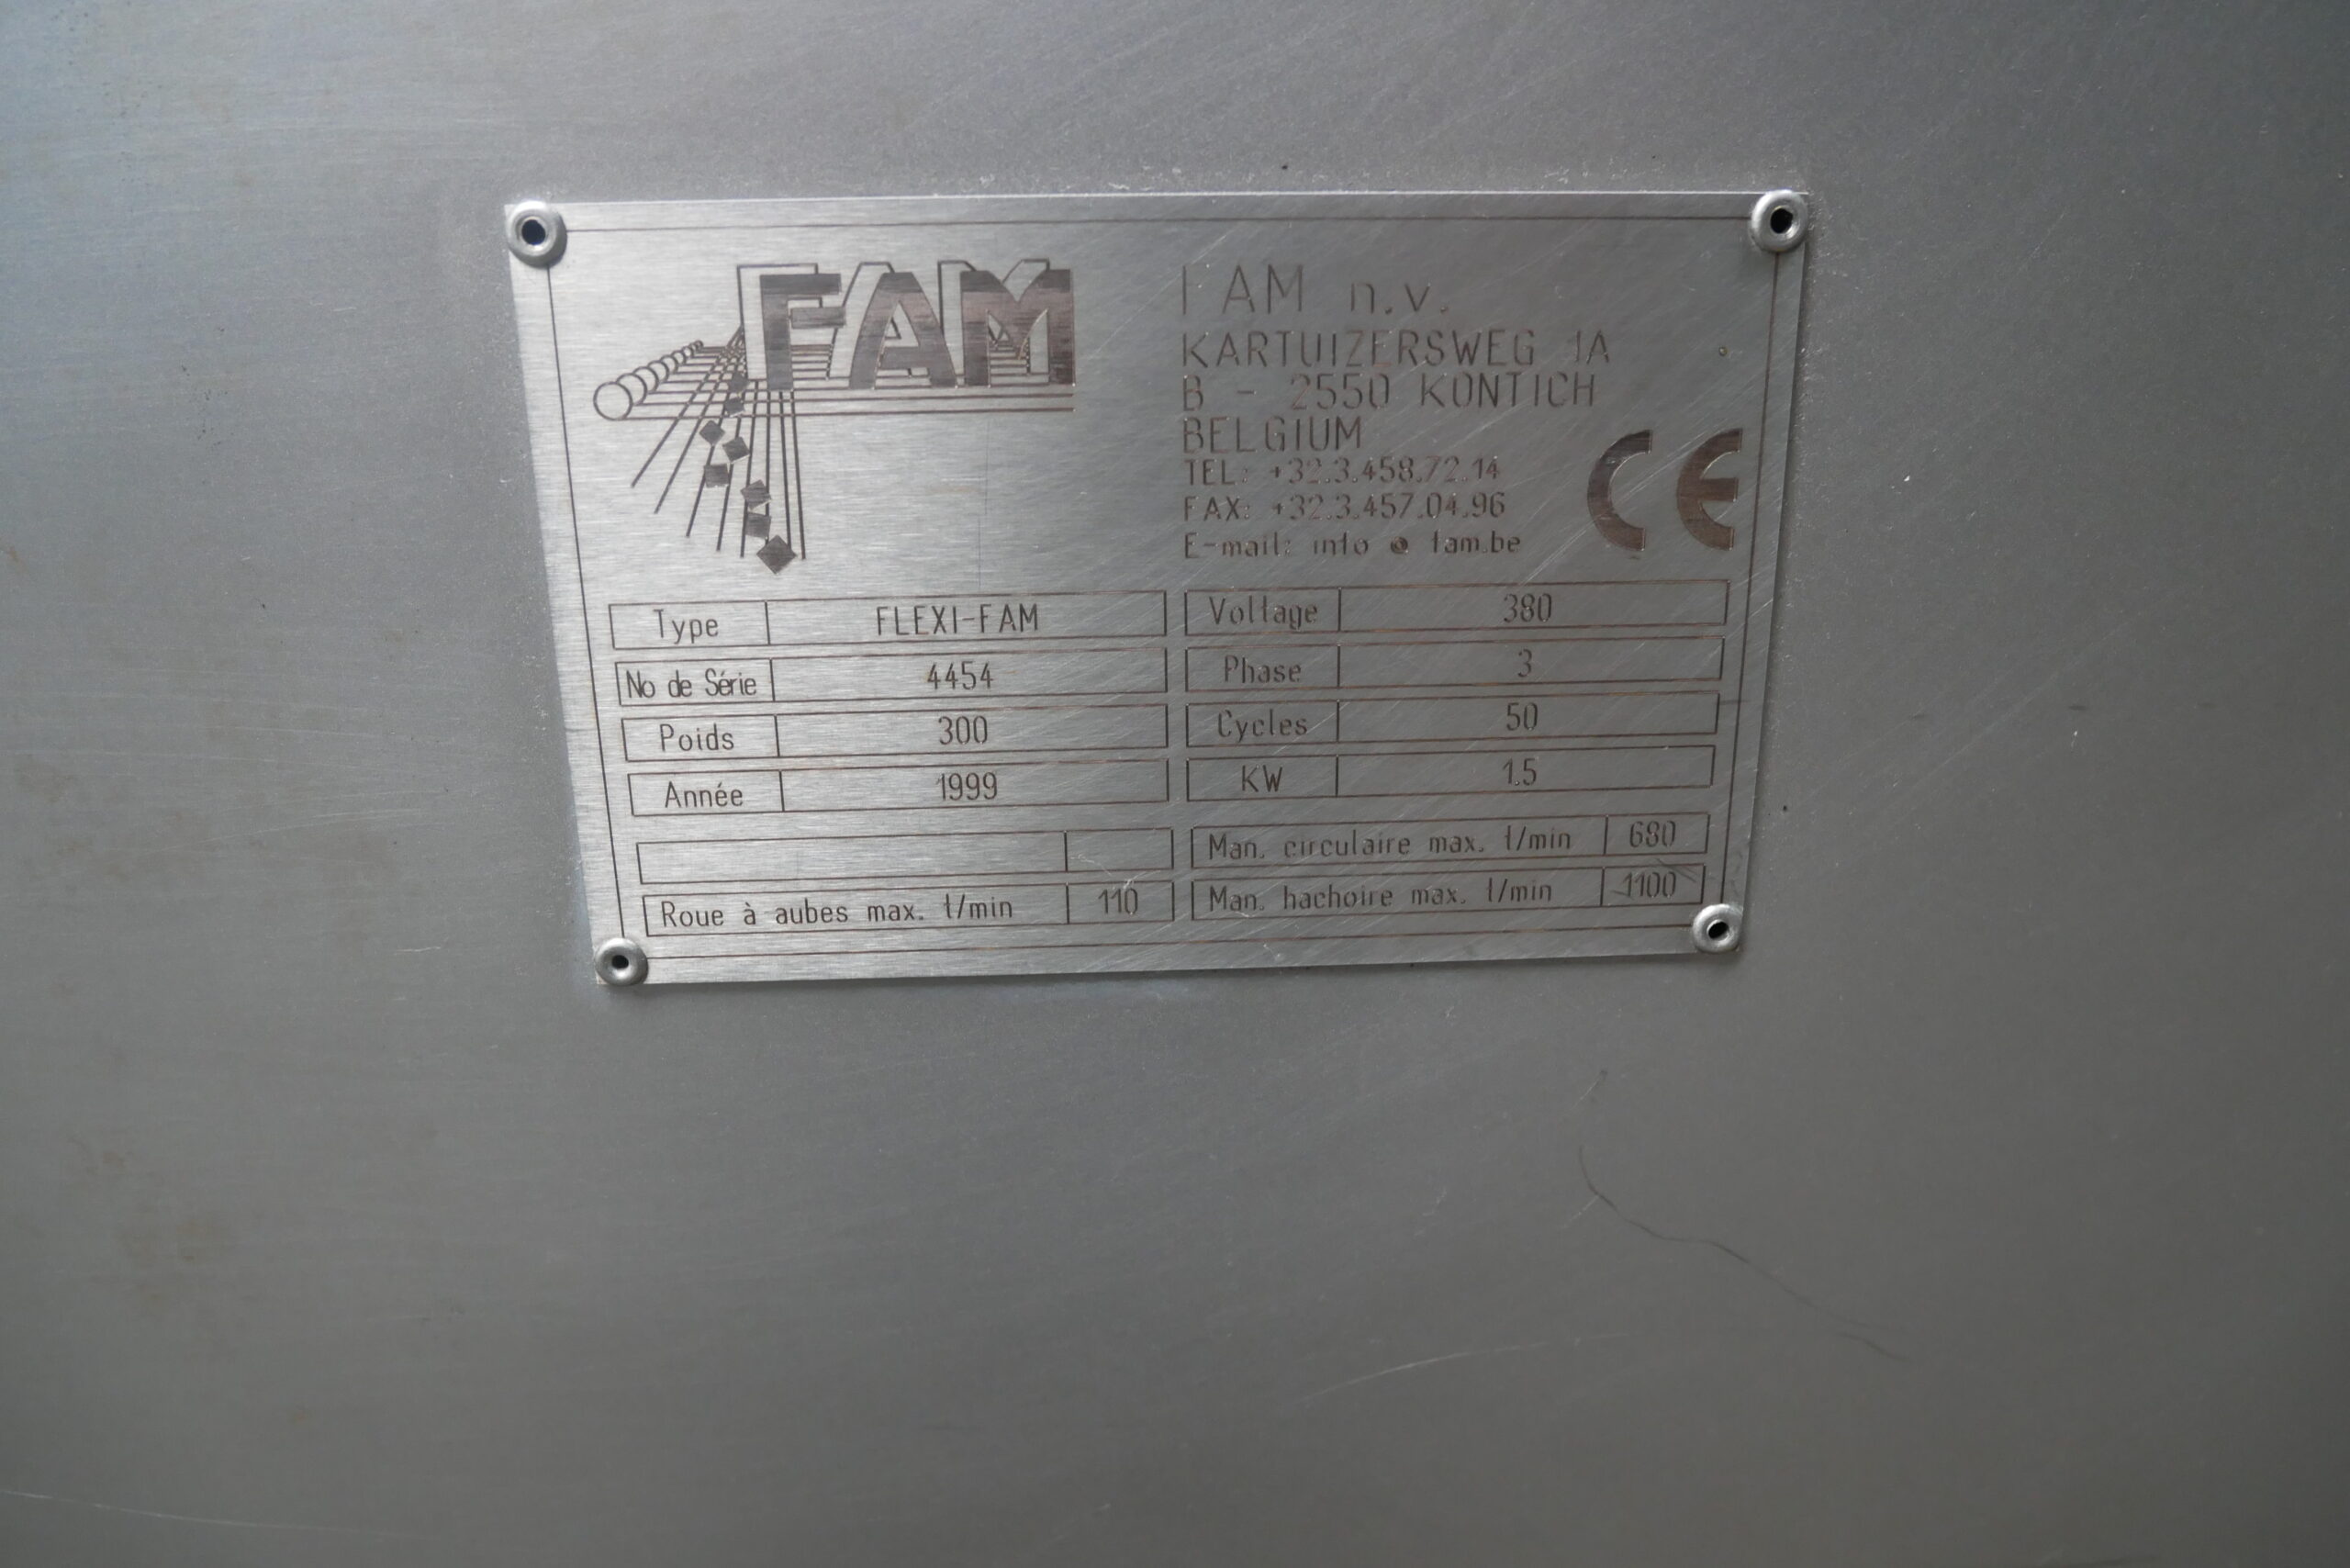 FAM
FAM n.v.
KARTUIZERSWEG 1A
B - 2550 KONTICH
BELGIUM
TEL: +32.3.458.72.14
FAX: +32.3.457.04.96
E-mail: info @ fam.be
CE
Type FLEXI-FAM
No de Série 4454
Poids 300
Année 1999
Roue à aubes max. t/min 110
Voltage 380
Phase 3
Cycles 50
KW 1.5
Man. circulaire max. t/min 680
Man. hachoire max. t/min 1100